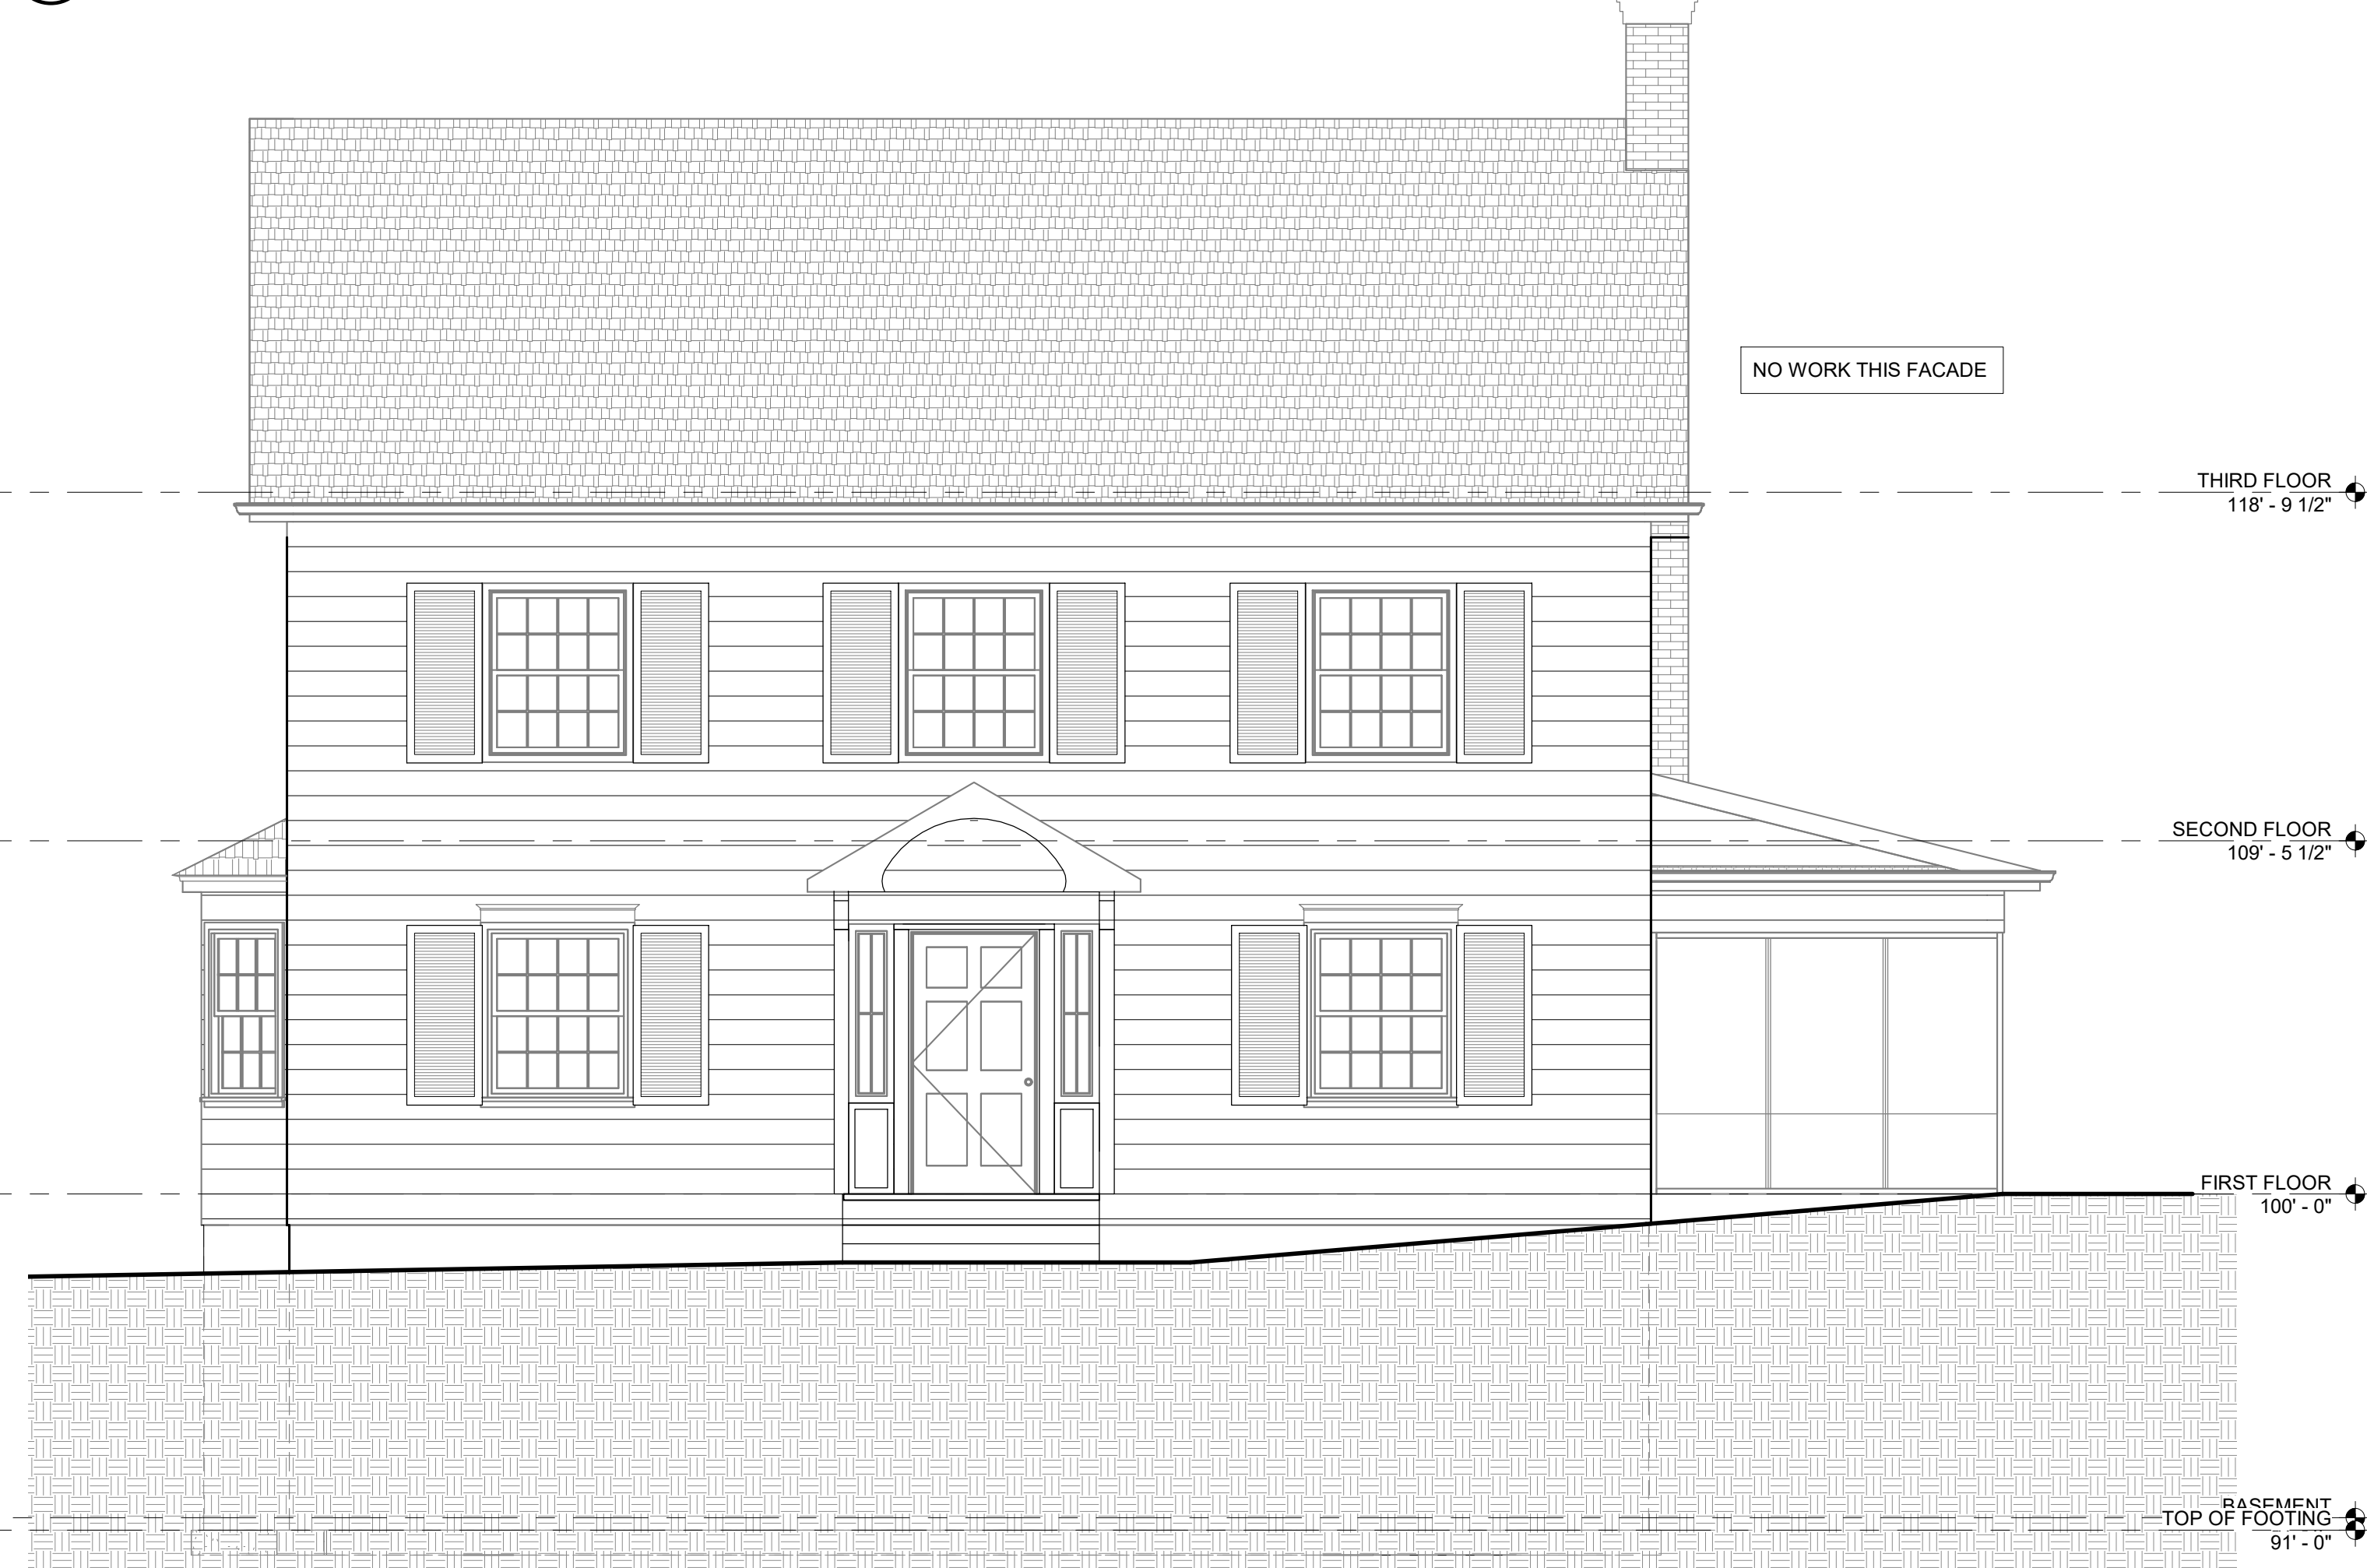 NO WORK THIS FACADE
THIRD FLOOR
118' - 9 1/2"
SECOND FLOOR
109' - 5 1/2"
FIRST FLOOR
100' - 0"
BASEMENT
TOP OF FOOTING
91' - 0"